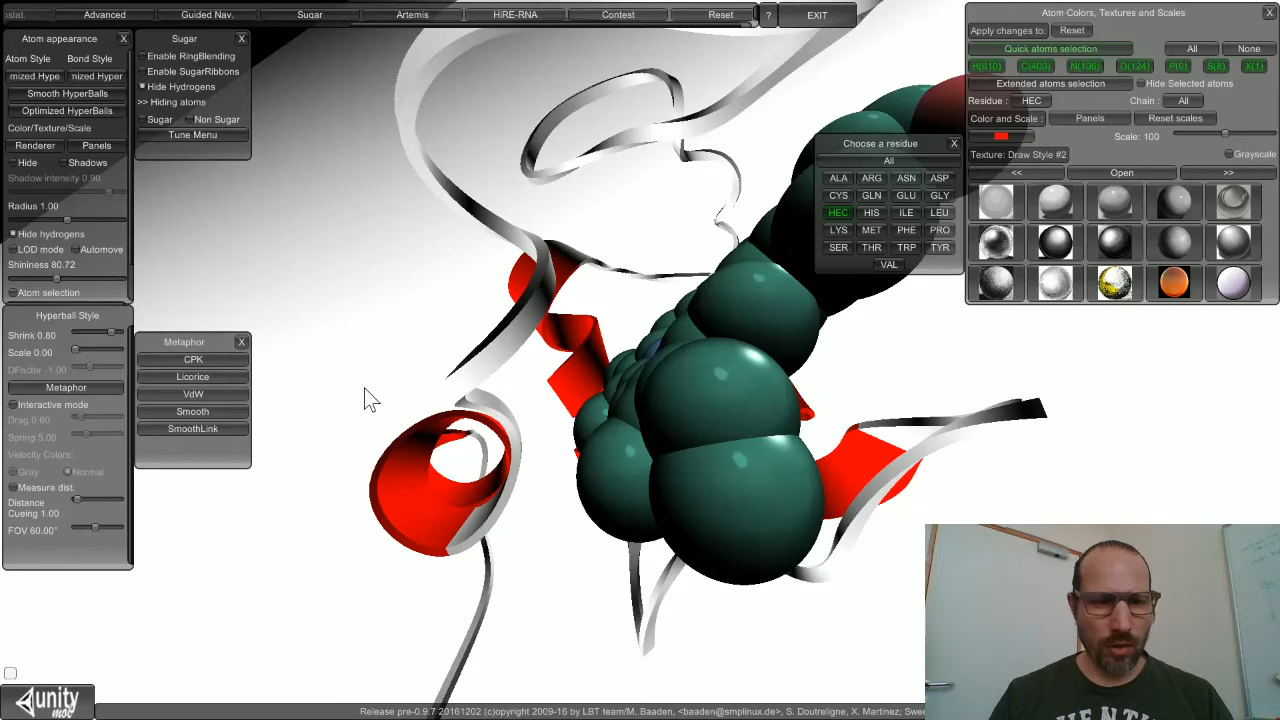 ostat.
Advanced
Guided Nav.
Sugar
Artemis
HiRE-RNA
Contest
Reset
?
EXIT
Atom appearance
X
Atom Style
Bond Style
mized Hype
mized Hyper
Smooth HyperBalls
Optimized HyperBalls
Color/Texture/Scale
Renderer
Panels
Hide
Shadows
Shadow intensity 0.90
Radius 1.00
Hide hydrogens
LOD mode
Automove
Shininess 80.72
Atom selection
Hyperball Style
Shrink 0.80
Scale 0.00
DFactor -1.00
Metaphor
Interactive mode
Drag 0.60
Spring 5.00
Velocity Colors:
Gray
Normal
Measure dist.
Distance
Cueing 1.00
FOV 60.00°
Sugar
X
Enable RingBlending
Enable SugarRibbons
Hide Hydrogens
>> Hiding atoms
Sugar
Non Sugar
Tune Menu
Metaphor
X
CPK
Licorice
VdW
Smooth
SmoothLink
Choose a residue
X
All
ALA ARG ASN ASP
CYS GLN GLU GLY
HEC HIS ILE LEU
LYS MET PHE PRO
SER THR TRP TYR
VAL
Atom Colors, Textures and Scales
X
Apply changes to:
Reset
Quick atoms selection
All
None
H(610) C(400) N(106) O(124) P(0) S(8) X(1)
Extended atoms selection
Hide Selected atoms
Residue :
HEC
Chain :
All
Color and Scale :
Panels
Reset scales
Scale: 100
Texture: Draw Style #2
Grayscale
<<
Open
>>
unity
mol
Release pre-0.9.7 20161202 (c)opyright 2009-16 by LBT team/M. Baaden, <baaden@smplinux.de>, S. Doutreligne, X. Martinez; Swee